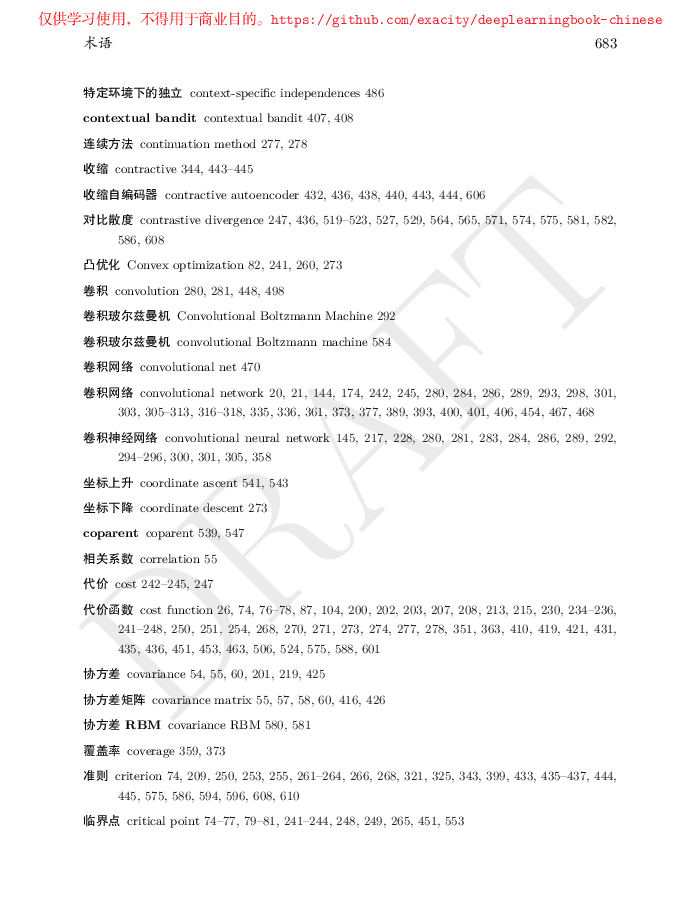 仅供学习使用，不得用于商业目的。https://github.com/exacity/deeplearningbook-chinese
术语 683
特定环境下的独立 context-specific independences 486
contextual bandit contextual bandit 407, 408
连续方法 continuation method 277, 278
收缩 contractive 344, 443–445
收缩自编码器 contractive autoencoder 432, 436, 438, 440, 443, 444, 606
对比散度 contrastive divergence 247, 436, 519–523, 527, 529, 564, 565, 571, 574, 575, 581, 582,
586, 608
凸优化 Convex optimization 82, 241, 260, 273
卷积 convolution 280, 281, 448, 498
卷积玻尔兹曼机 Convolutional Boltzmann Machine 292
卷积玻尔兹曼机 convolutional Boltzmann machine 584
卷积网络 convolutional net 470
卷积网络 convolutional network 20, 21, 144, 174, 242, 245, 280, 284, 286, 289, 293, 298, 301,
303, 305–313, 316–318, 335, 336, 361, 373, 377, 389, 393, 400, 401, 406, 454, 467, 468
卷积神经网络 convolutional neural network 145, 217, 228, 280, 281, 283, 284, 286, 289, 292,
294–296, 300, 301, 305, 358
坐标上升 coordinate ascent 541, 543
坐标下降 coordinate descent 273
coparent coparent 539, 547
相关系数 correlation 55
代价 cost 242–245, 247
代价函数 cost function 26, 74, 76–78, 87, 104, 200, 202, 203, 207, 208, 213, 215, 230, 234–236,
241–248, 250, 251, 254, 268, 270, 271, 273, 274, 277, 278, 351, 363, 410, 419, 421, 431,
435, 436, 451, 453, 463, 506, 524, 575, 588, 601
协方差 covariance 54, 55, 60, 201, 219, 425
协方差矩阵 covariance matrix 55, 57, 58, 60, 416, 426
协方差 RBM covariance RBM 580, 581
覆盖率 coverage 359, 373
准则 criterion 74, 209, 250, 253, 255, 261–264, 266, 268, 321, 325, 343, 399, 433, 435–437, 444,
445, 575, 586, 594, 596, 608, 610
临界点 critical point 74–77, 79–81, 241–244, 248, 249, 265, 451, 553
DRAFT